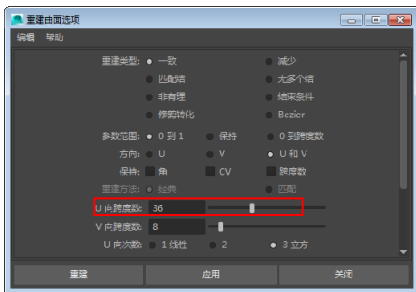 重建曲面选项
编辑 帮助
重建类型: 一致 减少
匹配结 无多个结
非有理 结束条件
修剪转化 Bezier
参数范围: 0 到 1 保持 0 到跨度数
方向: U V U 和 V
保持: 角 CV 跨度数
重建方法: 经典 匹配
U 向跨度数: 36
V 向跨度数: 8
U 向次数: 1 线性 2 3 立方
重建 应用 关闭